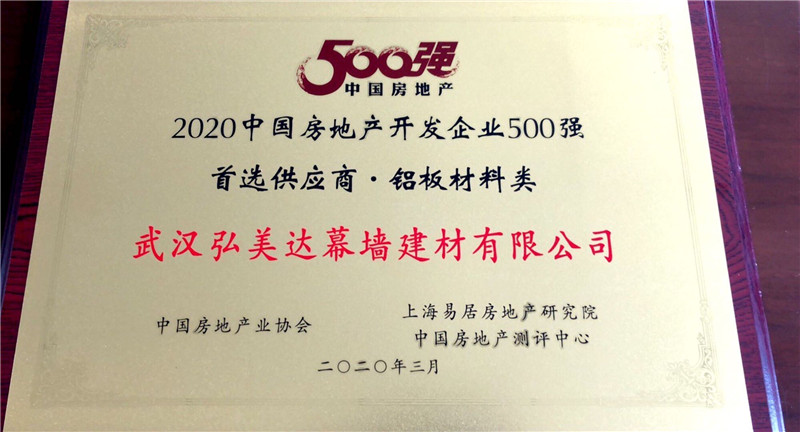 500强
中国房地产
2020中国房地产开发企业500强
首选供应商·铝板材料类
武汉弘美达幕墙建材有限公司
中国房地产业协会
上海易居房地产研究院
中国房地产测评中心
二〇二〇年三月